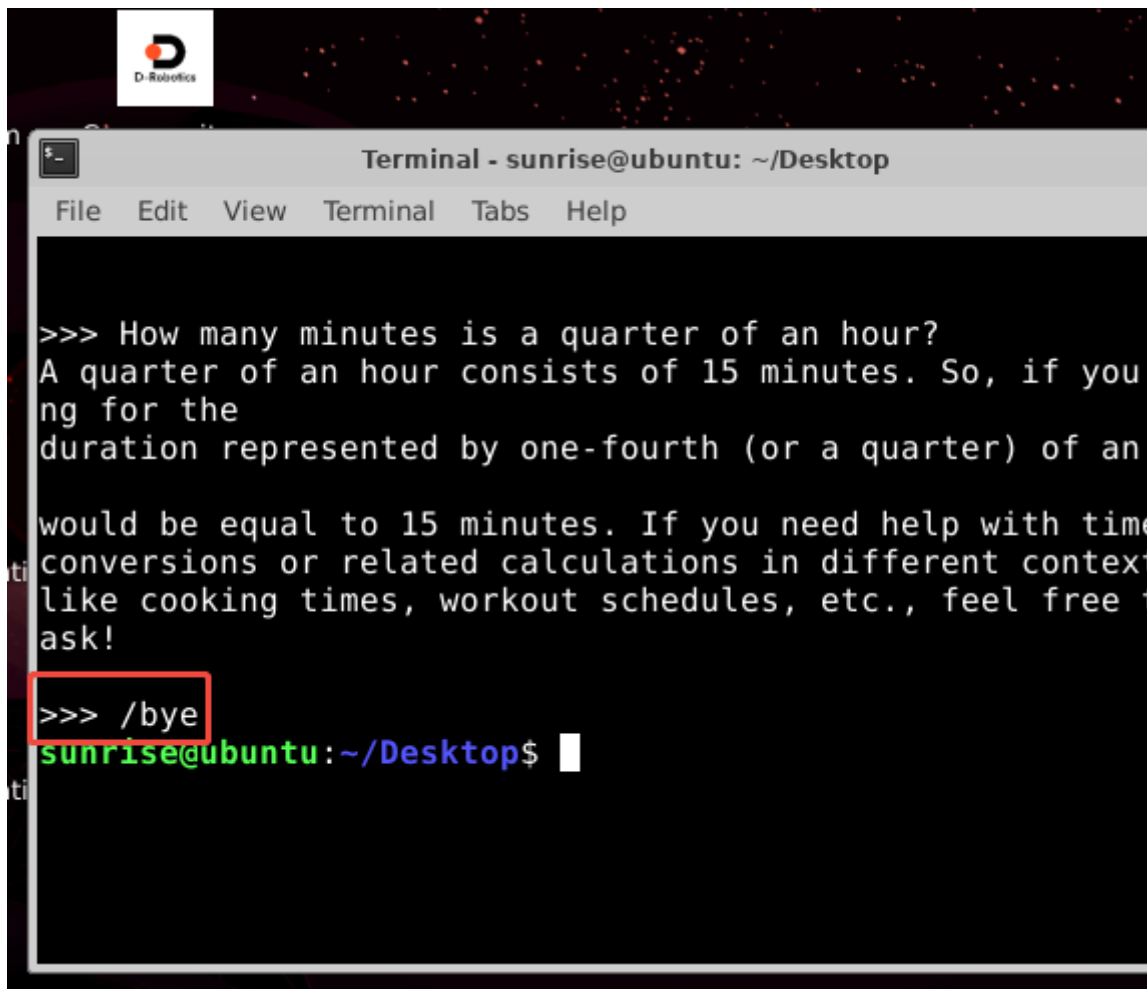 D-Robotics
Terminal - sunrise@ubuntu: ~/Desktop
File Edit View Terminal Tabs Help
>>> How many minutes is a quarter of an hour?
A quarter of an hour consists of 15 minutes. So, if you
ng for the
duration represented by one-fourth (or a quarter) of an
would be equal to 15 minutes. If you need help with time
conversions or related calculations in different context
like cooking times, workout schedules, etc., feel free
ask!
>>> /bye
sunrise@ubuntu:~/Desktop$